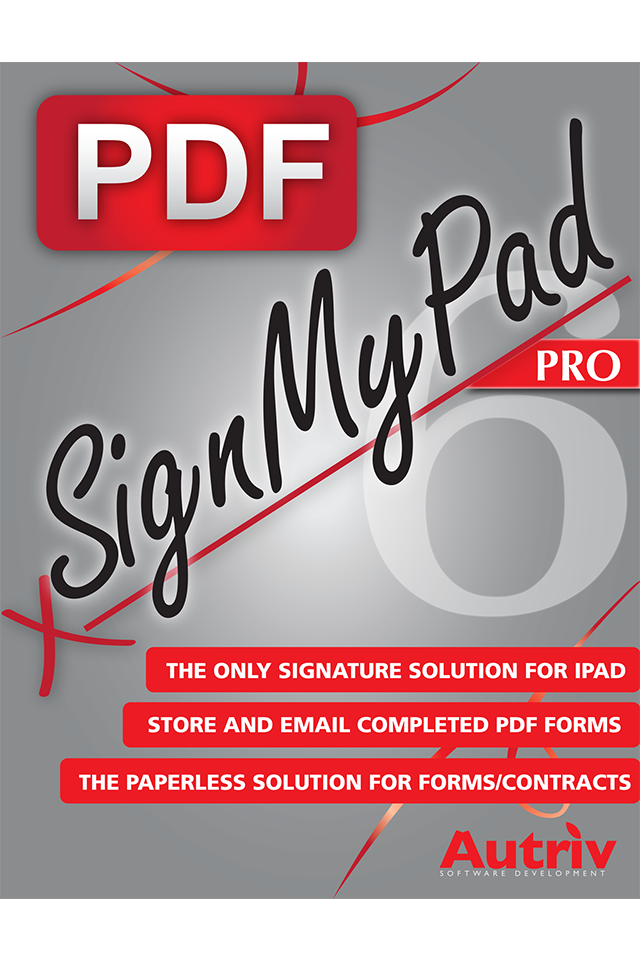 PDF
SignMyPad
PRO
6
THE ONLY SIGNATURE SOLUTION FOR IPAD
STORE AND EMAIL COMPLETED PDF FORMS
THE PAPERLESS SOLUTION FOR FORMS/CONTRACTS
Autriv
SOFTWARE DEVELOPMENT